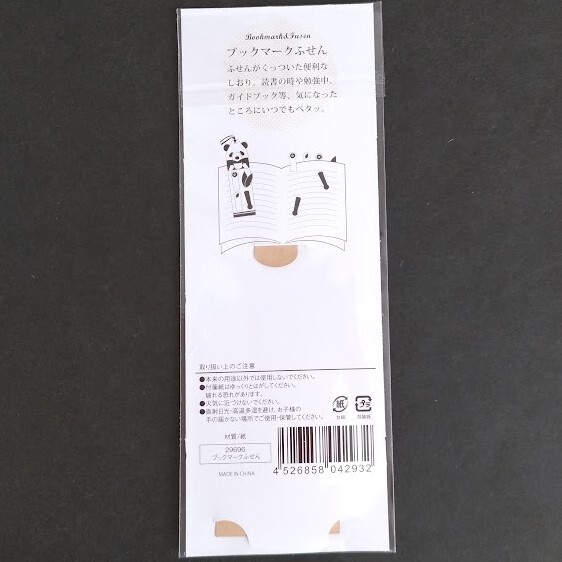 Bookmark&Fusen
ブックマークふせん
ふせんがくっついた便利な
しおり、読書の時や勉強中、
ガイドブック等、気になった
ところにいつでもペタッ。
取り扱い上のご注意
●本来の用途以外では使用しないでください。
●付箋紙はゆっくりとはがしてください。
破れる恐れがあります。
●火気に近づけないでください。
●直射日光・高温多湿を避け、お子様の
手の届かない場所でご使用・保管してください。
紙
台紙
プラ
材質/紙
29696
ブックマークふせん
MADE IN CHINA
4 526858 042932